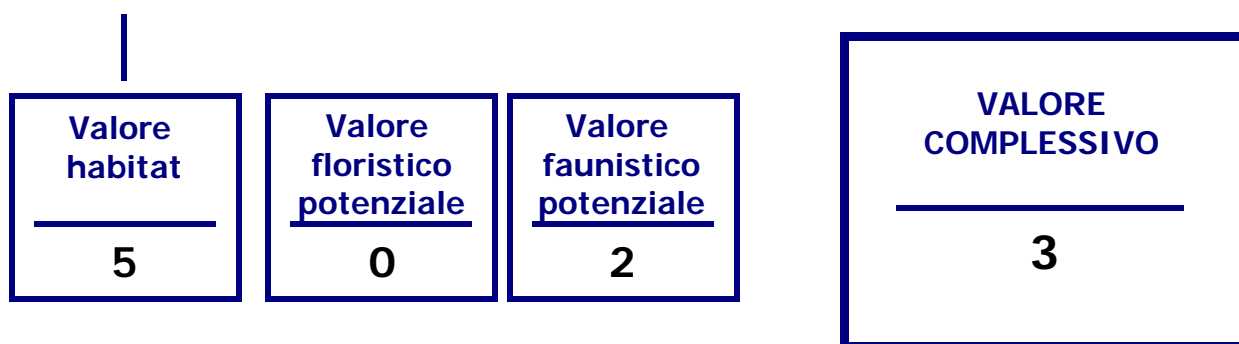 Valore
habitat
5
Valore
floristico
potenziale
0
Valore
faunistico
potenziale
2
VALORE
COMPLESSIVO
3